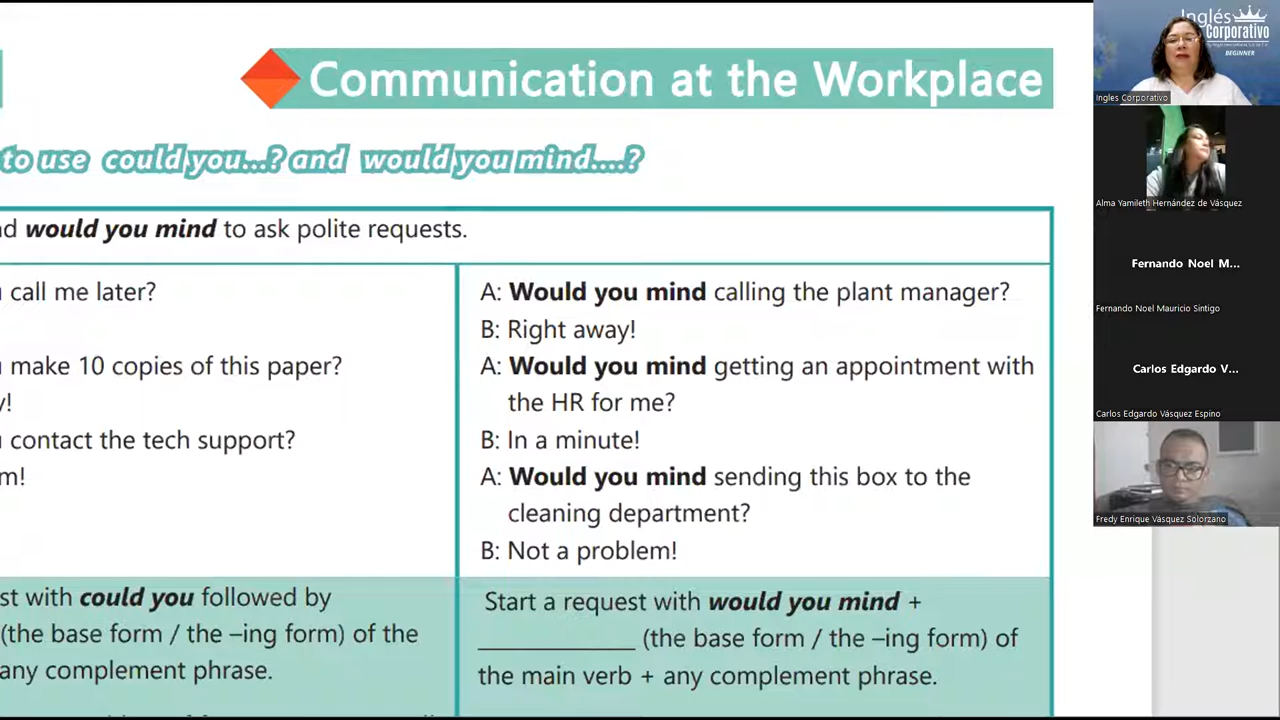 Communication at the Workplace
to use could you...? and would you mind....?
would you mind to ask polite requests.
call me later?
make 10 copies of this paper?
contact the tech support?
A: Would you mind calling the plant manager?
B: Right away!
A: Would you mind getting an appointment with
the HR for me?
B: In a minute!
A: Would you mind sending this box to the
cleaning department?
B: Not a problem!
with could you followed by
(the base form / the –ing form) of the
any complement phrase.
Start a request with would you mind +
____________ (the base form / the –ing form) of
the main verb + any complement phrase.
Inglés
Corporativo
BEGINNER
Ingles Corporativo
Alma Yamileth Hernández de Vásquez
Fernando Noel M...
Fernando Noel Mauricio Sintigo
Carlos Edgardo V...
Carlos Edgardo Vásquez Espino
Fredy Enrique Vásquez Solorzano